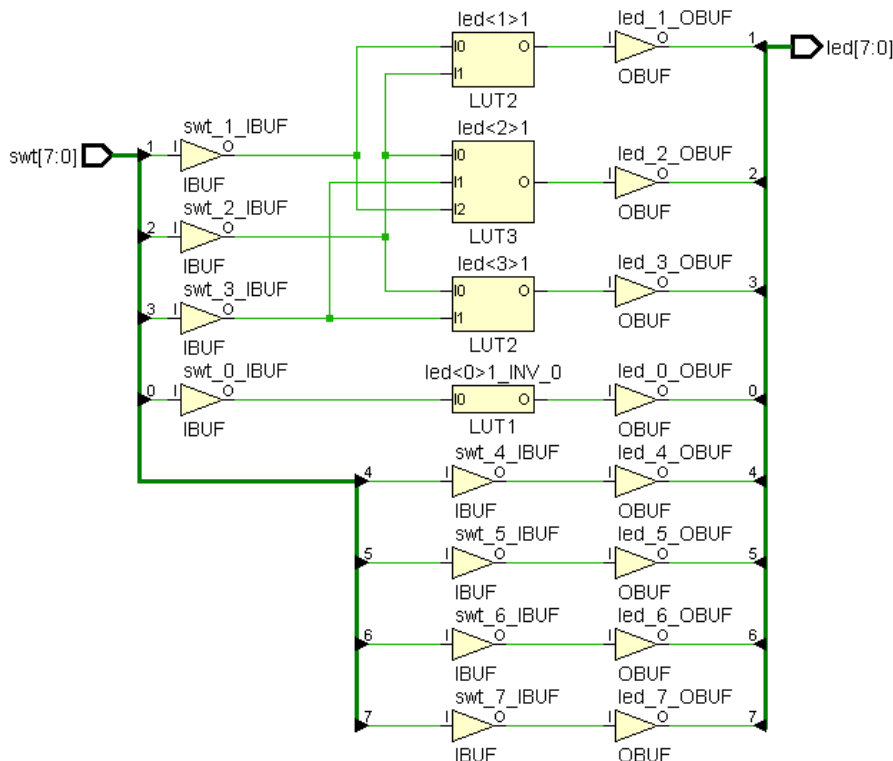 led<1>1
led_1_OBUF
I0
I1
O
LUT2
I
O
OBUF
1
led[7:0]
swt[7:0]
1
swt_1_IBUF
I
O
IBUF
led<2>1
I0
I1
I2
O
LUT3
led_2_OBUF
I
O
OBUF
2
2
swt_2_IBUF
I
O
IBUF
led<3>1
I0
I1
O
LUT2
led_3_OBUF
I
O
OBUF
3
3
swt_3_IBUF
I
O
IBUF
0
swt_0_IBUF
I
O
IBUF
led<0>1_INV_0
I0
O
LUT1
led_0_OBUF
I
O
OBUF
0
4
swt_4_IBUF
I
O
IBUF
led_4_OBUF
I
O
OBUF
4
5
swt_5_IBUF
I
O
IBUF
led_5_OBUF
I
O
OBUF
5
6
swt_6_IBUF
I
O
IBUF
led_6_OBUF
I
O
OBUF
6
7
swt_7_IBUF
I
O
IBUF
led_7_OBUF
I
O
OBUF
7